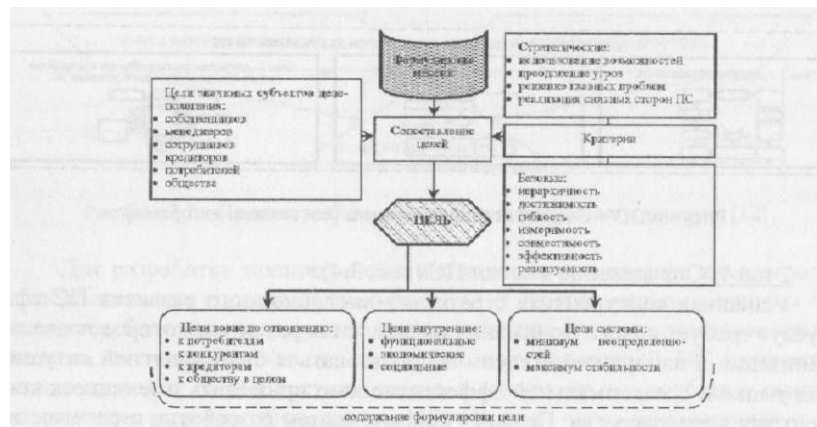 Формулировка
миссии
Стратегические:
использование возможностей
преодоление угроз
решение главных проблем
реализация сильных сторон ПС
Цели значимых субъектов целе-
полагания:
собственников
менеджеров
сотрудников
кредиторов
потребителей
общества
Сопоставление
целей
Критерии
Базовые:
иерархичность
достижимость
гибкость
измеримость
совместимость
эффективность
реализуемость
ЦЕЛЬ
Цели вовне по отношению:
к потребителям
к конкурентам
к кредиторам
к обществу в целом
Цели внутренние:
функциональные
экономические
социальные
Цели системы:
минимум неопределенно-
стей
максимум стабильности
содержание формулировки цели